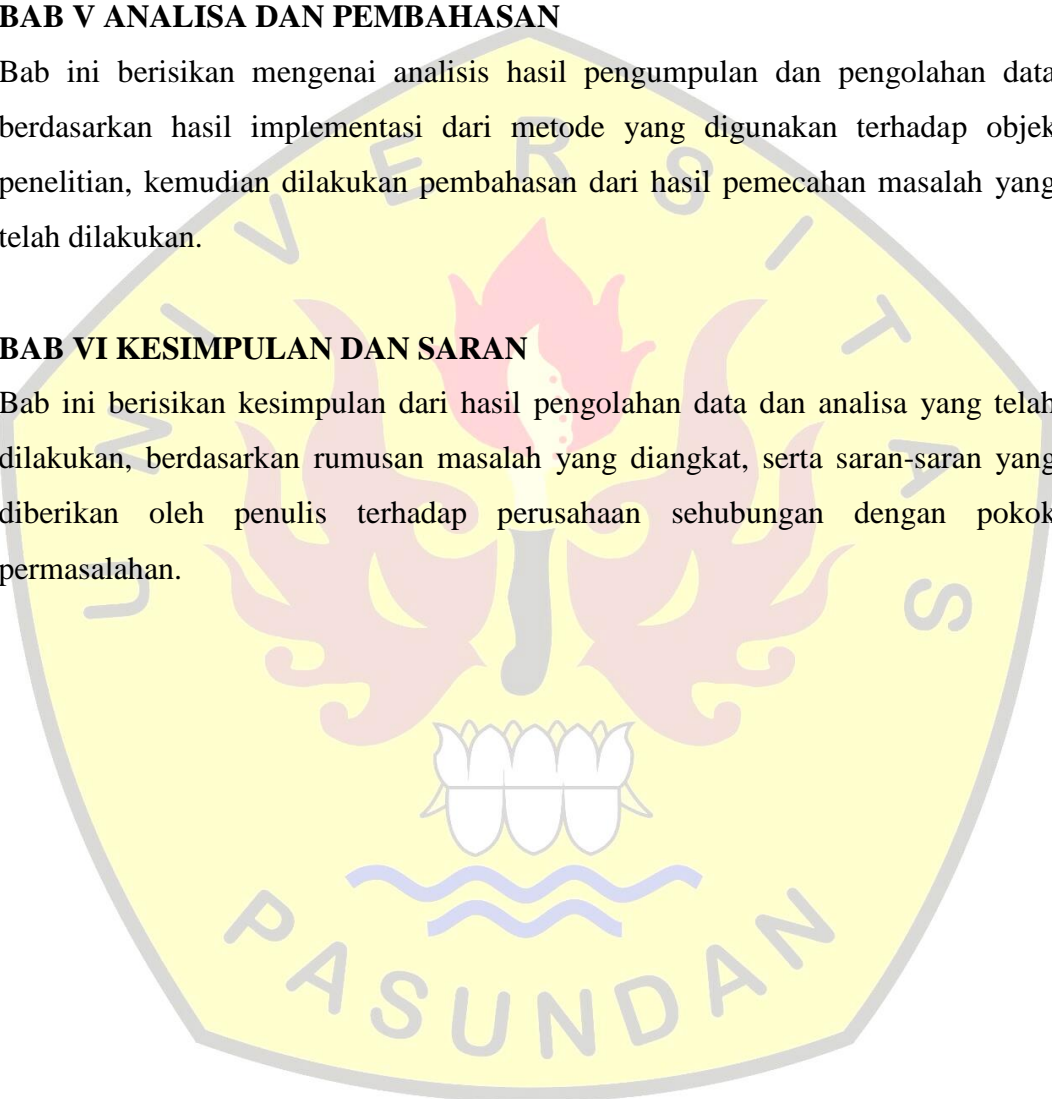 BAB V ANALISA DAN PEMBAHASAN
Bab ini berisikan mengenai analisis hasil pengumpulan dan pengolahan data
berdasarkan hasil implementasi dari metode yang digunakan terhadap objek
penelitian, kemudian dilakukan pembahasan dari hasil pemecahan masalah yang
telah dilakukan.
BAB VI KESIMPULAN DAN SARAN
Bab ini berisikan kesimpulan dari hasil pengolahan data dan analisa yang telah
dilakukan, berdasarkan rumusan masalah yang diangkat, serta saran-saran yang
diberikan oleh penulis terhadap perusahaan sehubungan dengan pokok
permasalahan.
UNIVERSITAS
PASUNDAN